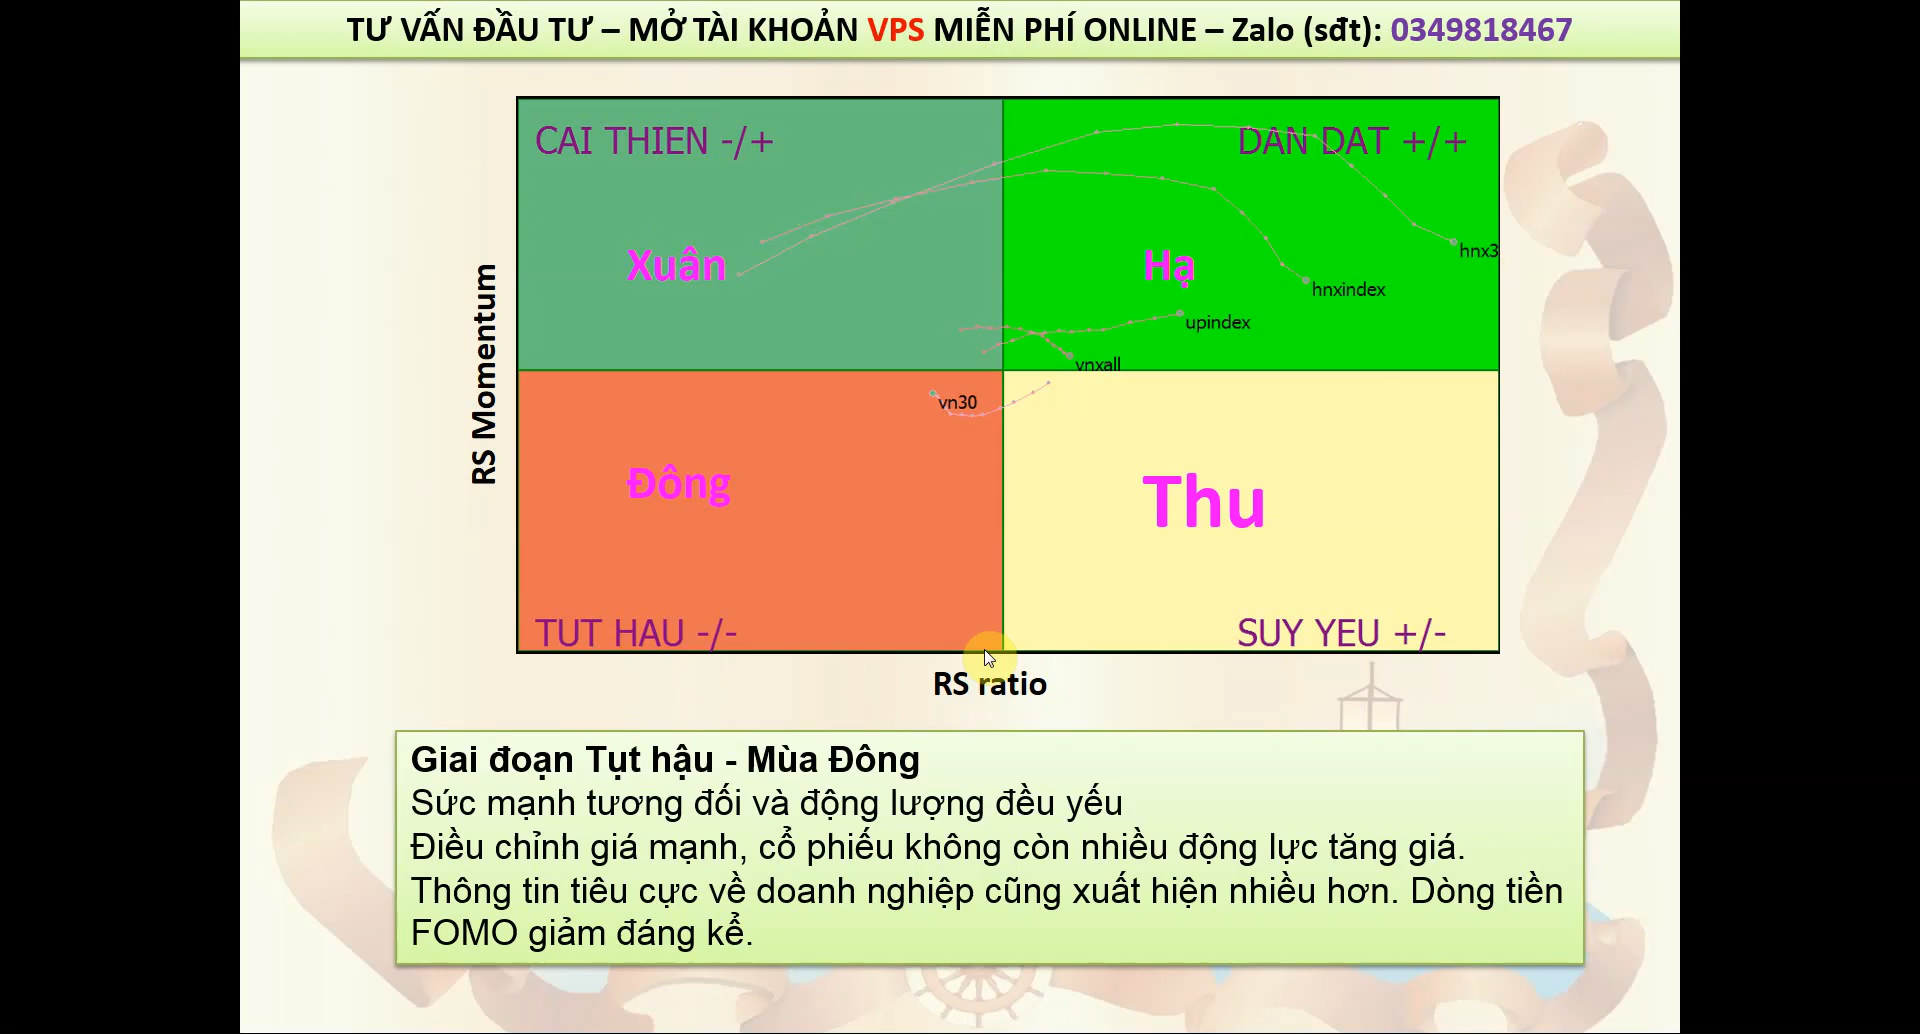 TƯ VẤN ĐẦU TƯ – MỞ TÀI KHOẢN VPS MIỄN PHÍ ONLINE – Zalo (sđt): 0349818467
CAI THIEN -/+
DAN DAT +/+
Xuân
Hạ
hnx3
hnxindex
upindex
vnxall
vn30
RS Momentum
Đông
Thu
TUT HAU -/-
SUY YEU +/-
RS ratio
Giai đoạn Tụt hậu - Mùa Đông
Sức mạnh tương đối và động lượng đều yếu
Điều chỉnh giá mạnh, cổ phiếu không còn nhiều động lực tăng giá.
Thông tin tiêu cực về doanh nghiệp cũng xuất hiện nhiều hơn. Dòng tiền
FOMO giảm đáng kể.